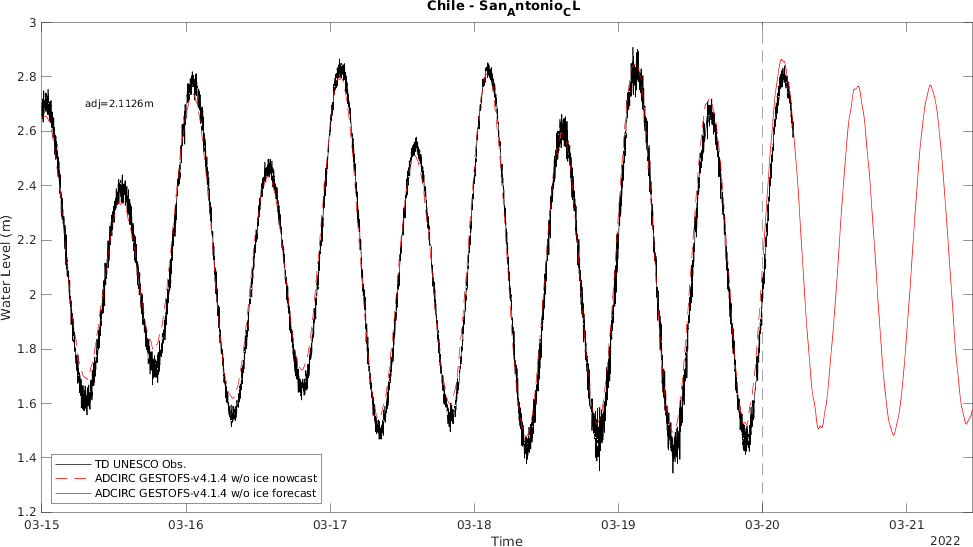 Chile - San_Antonio_CL
3
2.8
adj=2.1126m
2.6
2.4
2.2
Water Level (m)
2
1.8
1.6
1.4
TD UNESCO Obs.
ADCIRC GESTOFS-v4.1.4 w/o ice nowcast
ADCIRC GESTOFS-v4.1.4 w/o ice forecast
1.2
03-15 03-16 03-17 03-18 03-19 03-20 03-21
Time
2022